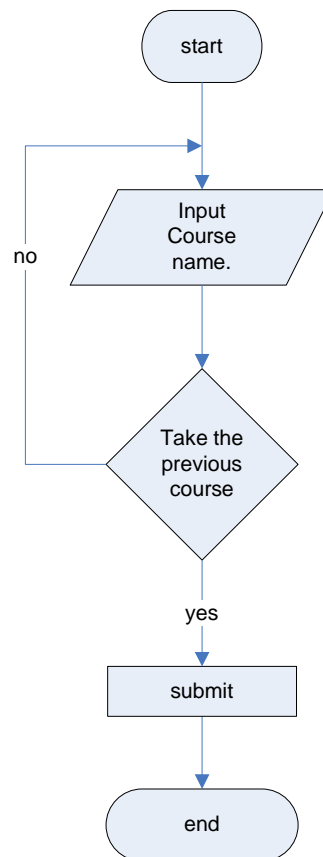 start
Input
Course
name.
no
Take the
previous
course
yes
submit
end